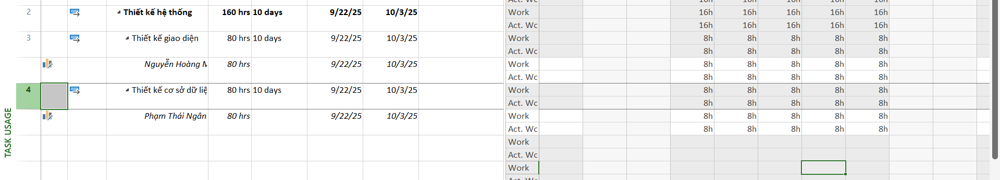 16h 16h 16h 16h 16h
2 Thiết kế hệ thống 160 hrs 10 days 9/22/25 10/3/25 Work 16h 16h 16h 16h 16h
Act. Wc 16h 16h 16h 16h 16h
3 Thiết kế giao diện 80 hrs 10 days 9/22/25 10/3/25 Work 8h 8h 8h 8h 8h
Act. Wc 8h 8h 8h 8h 8h
Nguyễn Hoàng M 80 hrs 9/22/25 10/3/25 Work 8h 8h 8h 8h 8h
Act. Wc 8h 8h 8h 8h 8h
4 Thiết kế cơ sở dữ liệ 80 hrs 10 days 9/22/25 10/3/25 Work 8h 8h 8h 8h 8h
Act. Wc 8h 8h 8h 8h 8h
Phạm Thái Ngân 80 hrs 9/22/25 10/3/25 Work 8h 8h 8h 8h 8h
Act. Wc 8h 8h 8h 8h 8h
Work
Act. Wc
Work
Act. Wc
TASK USAGE